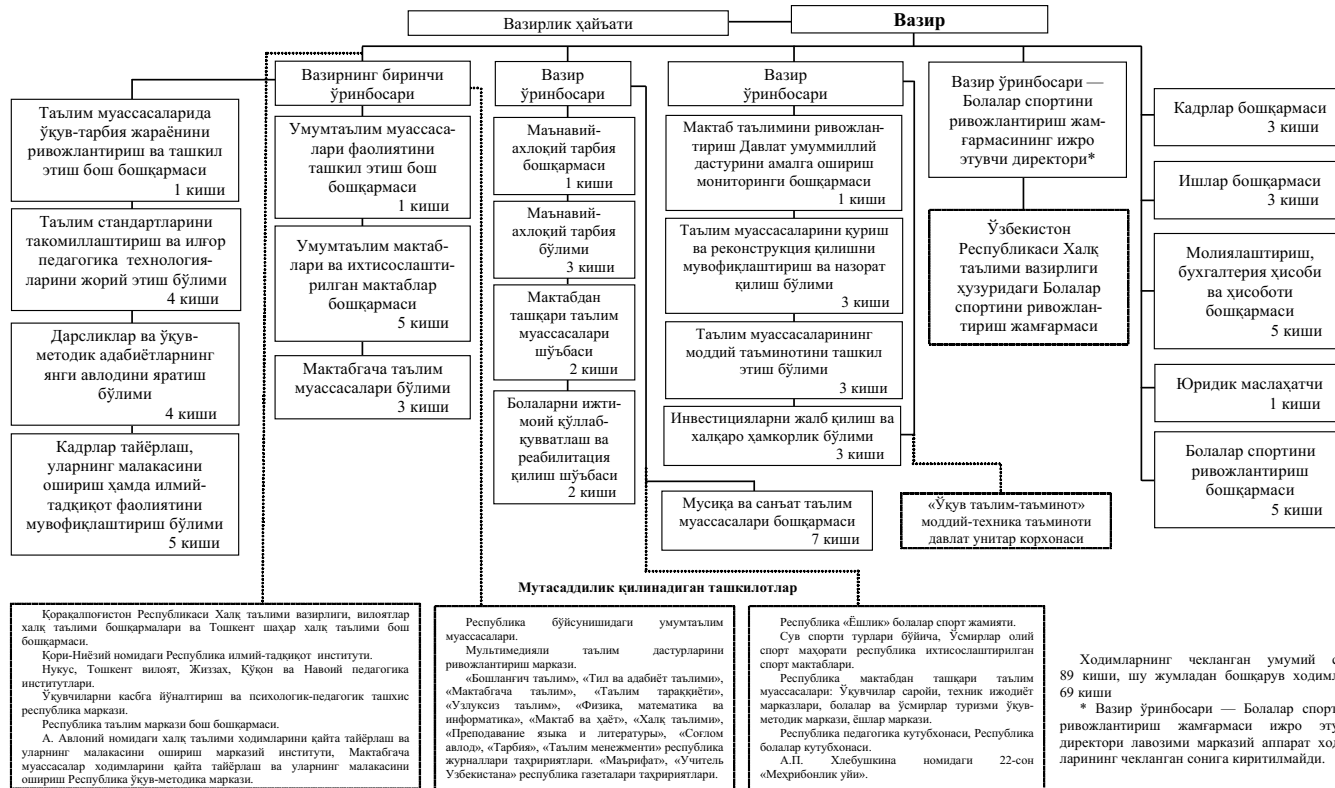 Вазирлик ҳайъати
Вазир
Вазирнинг биринчи
ўринбосари
Вазир
ўринбосари
Вазир
ўринбосари
Вазир ўринбосари —
Болалар спортини
ривожлантириш жам-
ғармасининг ижро
этувчи директори*
Таълим муассасаларида
ўқув-тарбия жараёнини
ривожлантириш ва ташкил
этиш бош бошқармаси
1 киши
Таълим стандартларини
такомиллаштириш ва илғор
педагогика технология-
ларини жорий этиш бўлими
4 киши
Дарсликлар ва ўқув-
методик адабиётларнинг
янги авлодини яратиш
бўлими
4 киши
Кадрлар тайёрлаш,
уларнинг малакасини
ошириш ҳамда илмий-
тадқиқот фаолиятини
мувофиқлаштириш бўлими
5 киши
Умумтаълим муассаса-
лари фаолиятини
ташкил этиш бош
бошқармаси
1 киши
Умумтаълим мактаб-
лари ва ихтисослашти-
рилган мактаблар
бошқармаси
5 киши
Мактабгача таълим
муассасалари бўлими
3 киши
Маънавий-
ахлоқий тарбия
бошқармаси
1 киши
Маънавий-
ахлоқий тарбия
бўлими
3 киши
Мактабдан
ташқари таълим
муассасалари
шўъбаси
2 киши
Болаларни ижти-
моий қўллаб-
қувватлаш ва
реабилитация
қилиш шўъбаси
2 киши
Мусиқа ва санъат таълим
муассасалари бошқармаси
7 киши
Мактаб таълимини ривожлан-
тириш Давлат умуммиллий
дастурини амалга ошириш
мониторинги бошқармаси
1 киши
Таълим муассасаларини қуриш
ва реконструкция қилишни
мувофиқлаштириш ва назорат
қилиш бўлими
3 киши
Таълим муассасаларининг
моддий таъминотини ташкил
этиш бўлими
3 киши
Инвестицияларни жалб қилиш ва
халқаро ҳамкорлик бўлими
3 киши
«Ўқув таълим-таъминот»
моддий-техника таъминоти
давлат унитар корхонаси
Ўзбекистон
Республикаси Халқ
таълими вазирлиги
ҳузуридаги Болалар
спортини ривожлан-
тириш жамғармаси
Кадрлар бошқармаси
3 киши
Ишлар бошқармаси
3 киши
Молиялаштириш,
бухгалтерия ҳисоби
ва ҳисоботи
бошқармаси
5 киши
Юридик маслаҳатчи
1 киши
Болалар спортини
ривожлантириш
бошқармаси
5 киши
Мутасаддилик қилинадиган ташкилотлар
Қорақалпоғистон Республикаси Халқ таълими вазирлиги, вилоятлар
халқ таълими бошқармалари ва Тошкент шаҳар халқ таълими бош
бошқармаси.
Қори-Ниёзий номидаги Республика илмий-тадқиқот институти.
Нукус, Тошкент вилоят, Жиззах, Қўқон ва Навоий педагогика
институтлари.
Ўқувчиларни касбга йўналтириш ва психологик-педагогик ташхис
республика маркази.
Республика таълим маркази бош бошқармаси.
А. Авлоний номидаги халқ таълими ходимларини қайта тайёрлаш ва
уларнинг малакасини ошириш марказий институти, Мактабгача
муассасалар ходимларини қайта тайёрлаш ва уларнинг малакасини
ошириш Республика ўқув-методика маркази.
Республика бўйсунишидаги умумтаълим
муассасалари.
Мультимедияли таълим дастурларини
ривожлантириш маркази.
«Бошланғич таълим», «Тил ва адабиёт таълими»,
«Мактабгача таълим», «Таълим тараққиёти»,
«Узлуксиз таълим», «Физика, математика ва
информатика», «Мактаб ва ҳаёт», «Халқ таълими»,
«Преподавание языка и литературы», «Соғлом
авлод», «Тарбия», «Таълим менежменти» республика
журналлари таҳририятлари. «Маърифат», «Учитель
Узбекистана» республика газеталари таҳририятлари.
Республика «Ёшлик» болалар спорт жамияти.
Сув спорти турлари бўйича, Ўсмирлар олий
спорт маҳорати республика ихтисослаштирилган
спорт мактаблари.
Республика мактабдан ташқари таълим
муассасалари: Ўқувчилар саройи, техник ижодиёт
марказлари, болалар ва ўсмирлар туризми ўқув-
методик маркази, ёшлар маркази.
Республика педагогика кутубхонаси, Республика
болалар кутубхонаси.
А.П. Хлебушкина номидаги 22-сон
«Меҳрибонлик уйи».
Ходимларнинг чекланган умумий с
89 киши, шу жумладан бошқарув ходимл
69 киши
* Вазир ўринбосари — Болалар спорт
ривожлантириш жамғармаси ижро эту
директори лавозими марказий аппарат ход
ларининг чекланган сонига киритилмайди.